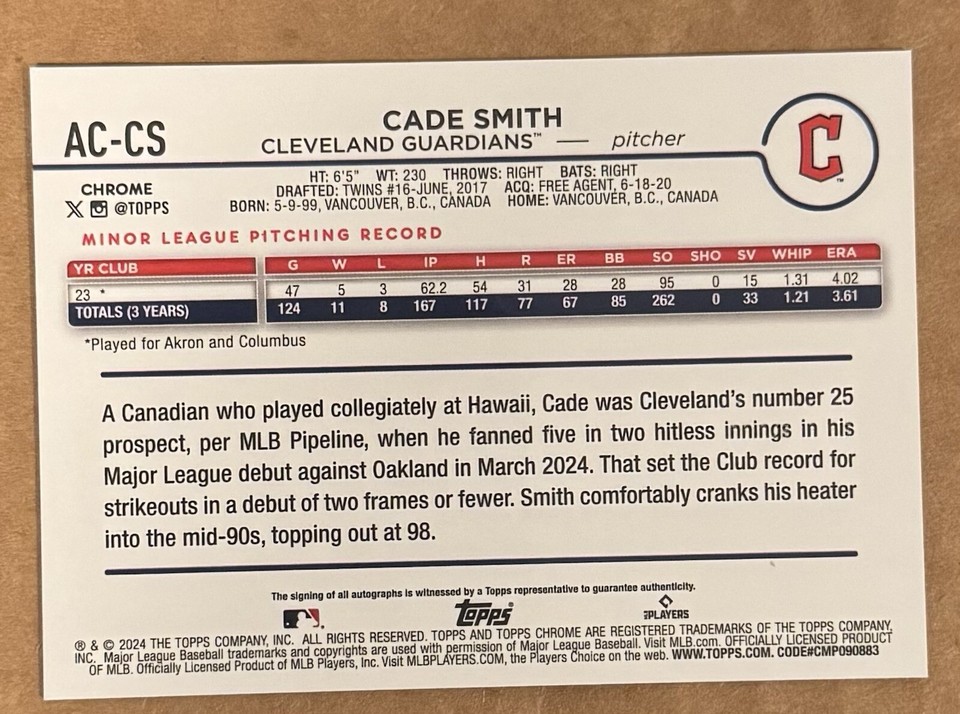 AC-CS
CADE SMITH
CLEVELAND GUARDIANS™ — pitcher
C™
CHROME
X @TOPPS
HT: 6'5" WT: 230 THROWS: RIGHT BATS: RIGHT
DRAFTED: TWINS #16-JUNE, 2017 ACQ: FREE AGENT, 6-18-20
BORN: 5-9-99, VANCOUVER, B.C., CANADA HOME: VANCOUVER, B.C., CANADA
MINOR LEAGUE PITCHING RECORD
YR CLUB G W L IP H R ER BB SO SHO SV WHIP ERA
23 * 47 5 3 62.2 54 31 28 28 95 0 15 1.31 4.02
TOTALS (3 YEARS) 124 11 8 167 117 77 67 85 262 0 33 1.21 3.61
*Played for Akron and Columbus
A Canadian who played collegiately at Hawaii, Cade was Cleveland's number 25
prospect, per MLB Pipeline, when he fanned five in two hitless innings in his
Major League debut against Oakland in March 2024. That set the Club record for
strikeouts in a debut of two frames or fewer. Smith comfortably cranks his heater
into the mid-90s, topping out at 98.
The signing of all autographs is witnessed by a Topps representative to guarantee authenticity.
Topps
PLAYERS
® & © 2024 THE TOPPS COMPANY, INC. ALL RIGHTS RESERVED. TOPPS AND TOPPS CHROME ARE REGISTERED TRADEMARKS OF THE TOPPS COMPANY,
INC. Major League Baseball trademarks and copyrights are used with permission of Major League Baseball. Visit MLB.com. OFFICIALLY LICENSED PRODUCT
OF MLB. Officially Licensed Product of MLB Players, Inc. Visit MLBPLAYERS.COM, the Players Choice on the web. WWW.TOPPS.COM. CODE#CMP090883